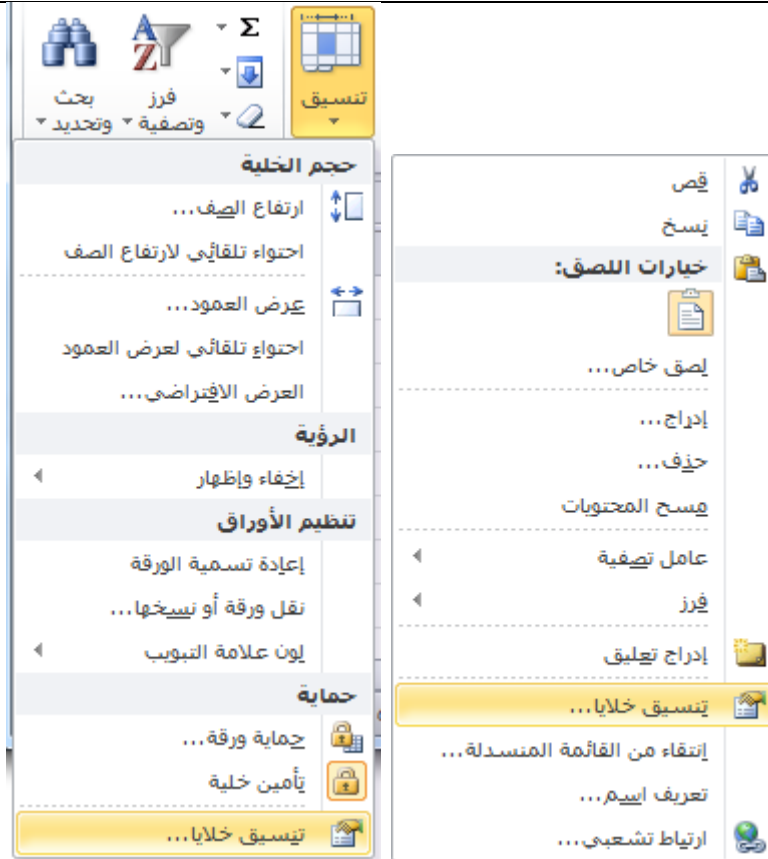 Σ
تنسيق
فرز
وتصفية
بحث
وتحديد
حجم الخلية
ارتفاع الصف...
احتواء تلقائي لارتفاع الصف
عرض العمود...
احتواء تلقائي لعرض العمود
العرض الافتراضي...
الرؤية
إخفاء وإظهار
تنظيم الأوراق
إعادة تسمية الورقة
نقل ورقة أو نسخها...
لون علامة التبويب
حماية
حماية ورقة...
تأمين خلية
تنسيق خلايا...
قص
نسخ
خيارات اللصق:
لصق خاص...
إدراج...
حذف...
مسح المحتويات
عامل تصفية
فرز
إدراج تعليق
تنسيق خلايا...
إنتقاء من القائمة المنسدلة...
تعريف اسم...
ارتباط تشعبي...